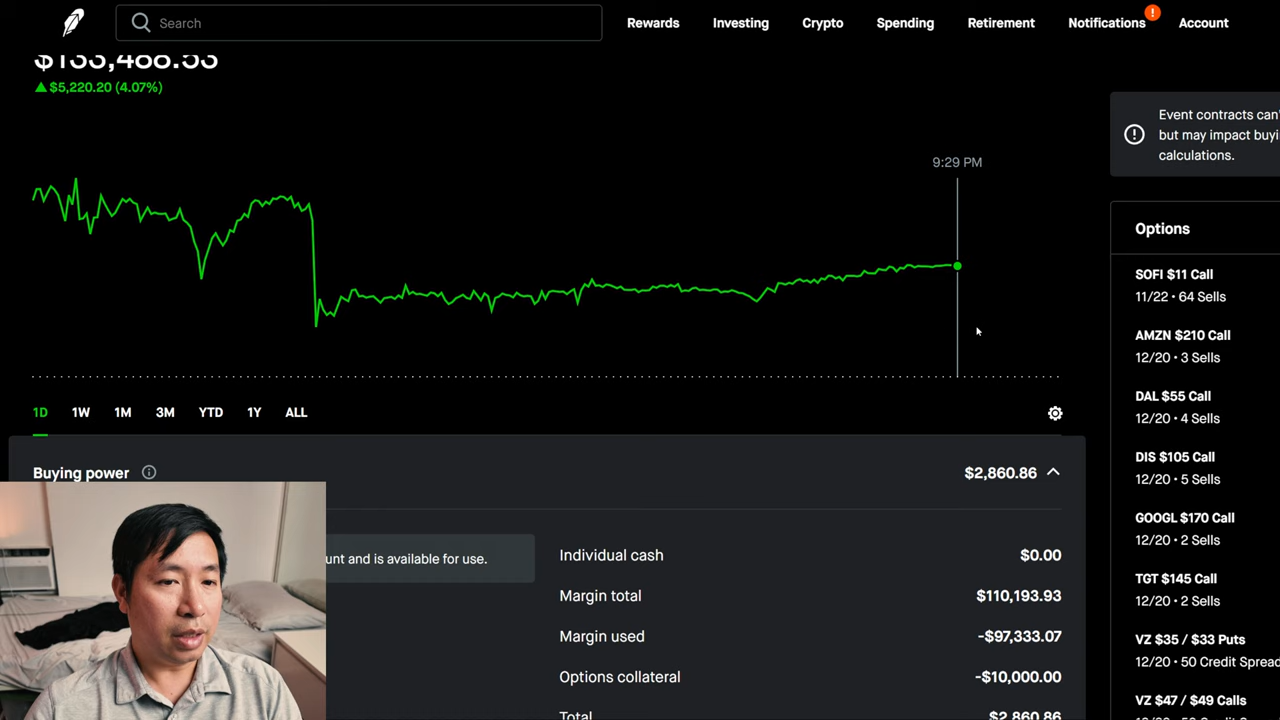 Search
Rewards
Investing
Crypto
Spending
Retirement
Notifications
!
Account
$133,488.53
$5,220.20 (4.07%)
9:29 PM
1D
1W
1M
3M
YTD
1Y
ALL
Buying power
$2,860.86
unt and is available for use.
Individual cash
$0.00
Margin total
$110,193.93
Margin used
-$97,333.07
Options collateral
-$10,000.00
Total
$2,860.86
Event contracts can'
but may impact buyi
calculations.
Options
SOFI $11 Call
11/22 • 64 Sells
AMZN $210 Call
12/20 • 3 Sells
DAL $55 Call
12/20 • 4 Sells
DIS $105 Call
12/20 • 5 Sells
GOOGL $170 Call
12/20 • 2 Sells
TGT $145 Call
12/20 • 2 Sells
VZ $35 / $33 Puts
12/20 • 50 Credit Sprea
VZ $47 / $49 Calls